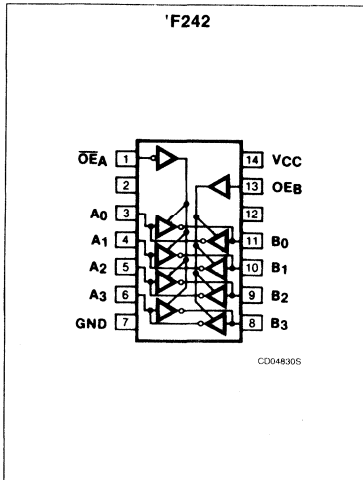 'F242
OEA 1 14 VCC
2 13 OEB
A0 3 12
A1 4 11 B0
A2 5 10 B1
A3 6 9 B2
GND 7 8 B3
CD04830S